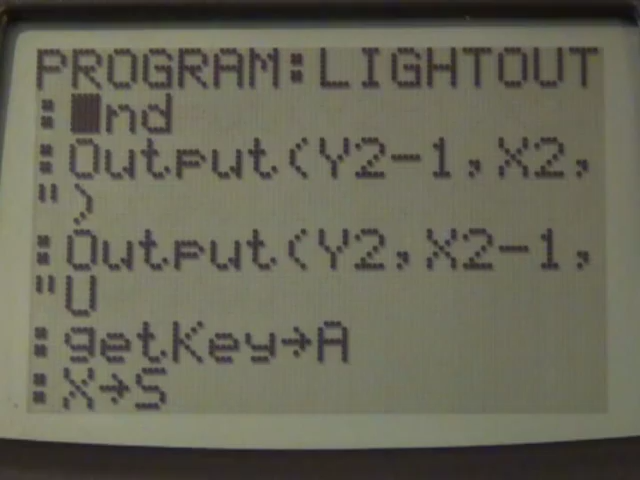 PROGRAM:LIGHTOUT
:■nd
:Output(Y2-1,X2,
")
:Output(Y2,X2-1,
"U
:getKey→A
:X→S